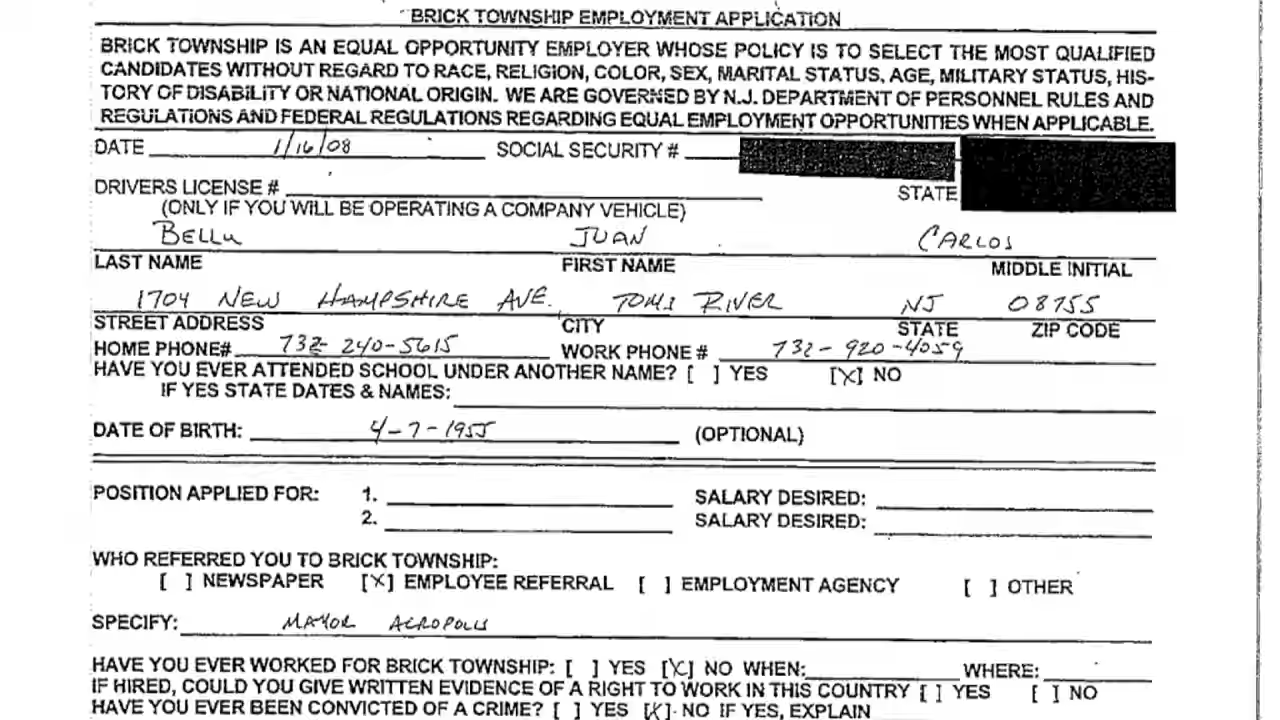 BRICK TOWNSHIP EMPLOYMENT APPLICATION
BRICK TOWNSHIP IS AN EQUAL OPPORTUNITY EMPLOYER WHOSE POLICY IS TO SELECT THE MOST QUALIFIED
CANDIDATES WITHOUT REGARD TO RACE, RELIGION, COLOR, SEX, MARITAL STATUS, AGE, MILITARY STATUS, HIS-
TORY OF DISABILITY OR NATIONAL ORIGIN. WE ARE GOVERNED BY N.J. DEPARTMENT OF PERSONNEL RULES AND
REGULATIONS AND FEDERAL REGULATIONS REGARDING EQUAL EMPLOYMENT OPPORTUNITIES WHEN APPLICABLE.
DATE 1/16/08 SOCIAL SECURITY #
DRIVERS LICENSE # STATE
(ONLY IF YOU WILL BE OPERATING A COMPANY VEHICLE)
BELLU JUAN CARLOS
LAST NAME FIRST NAME MIDDLE INITIAL
1704 NEW HAMPSHIRE AVE. TOMS RIVER NJ 08755
STREET ADDRESS CITY STATE ZIP CODE
HOME PHONE# 732-240-5615 WORK PHONE # 732-920-4059
HAVE YOU EVER ATTENDED SCHOOL UNDER ANOTHER NAME? [ ] YES [X] NO
IF YES STATE DATES & NAMES:
DATE OF BIRTH: 4-7-1955 (OPTIONAL)
POSITION APPLIED FOR: 1. SALARY DESIRED:
2. SALARY DESIRED:
WHO REFERRED YOU TO BRICK TOWNSHIP:
[ ] NEWSPAPER [X] EMPLOYEE REFERRAL [ ] EMPLOYMENT AGENCY [ ] OTHER
SPECIFY: MAYOR ACROPOLIS
HAVE YOU EVER WORKED FOR BRICK TOWNSHIP: [ ] YES [X] NO WHEN: WHERE:
IF HIRED, COULD YOU GIVE WRITTEN EVIDENCE OF A RIGHT TO WORK IN THIS COUNTRY [ ] YES [ ] NO
HAVE YOU EVER BEEN CONVICTED OF A CRIME? [ ] YES [X] NO IF YES, EXPLAIN